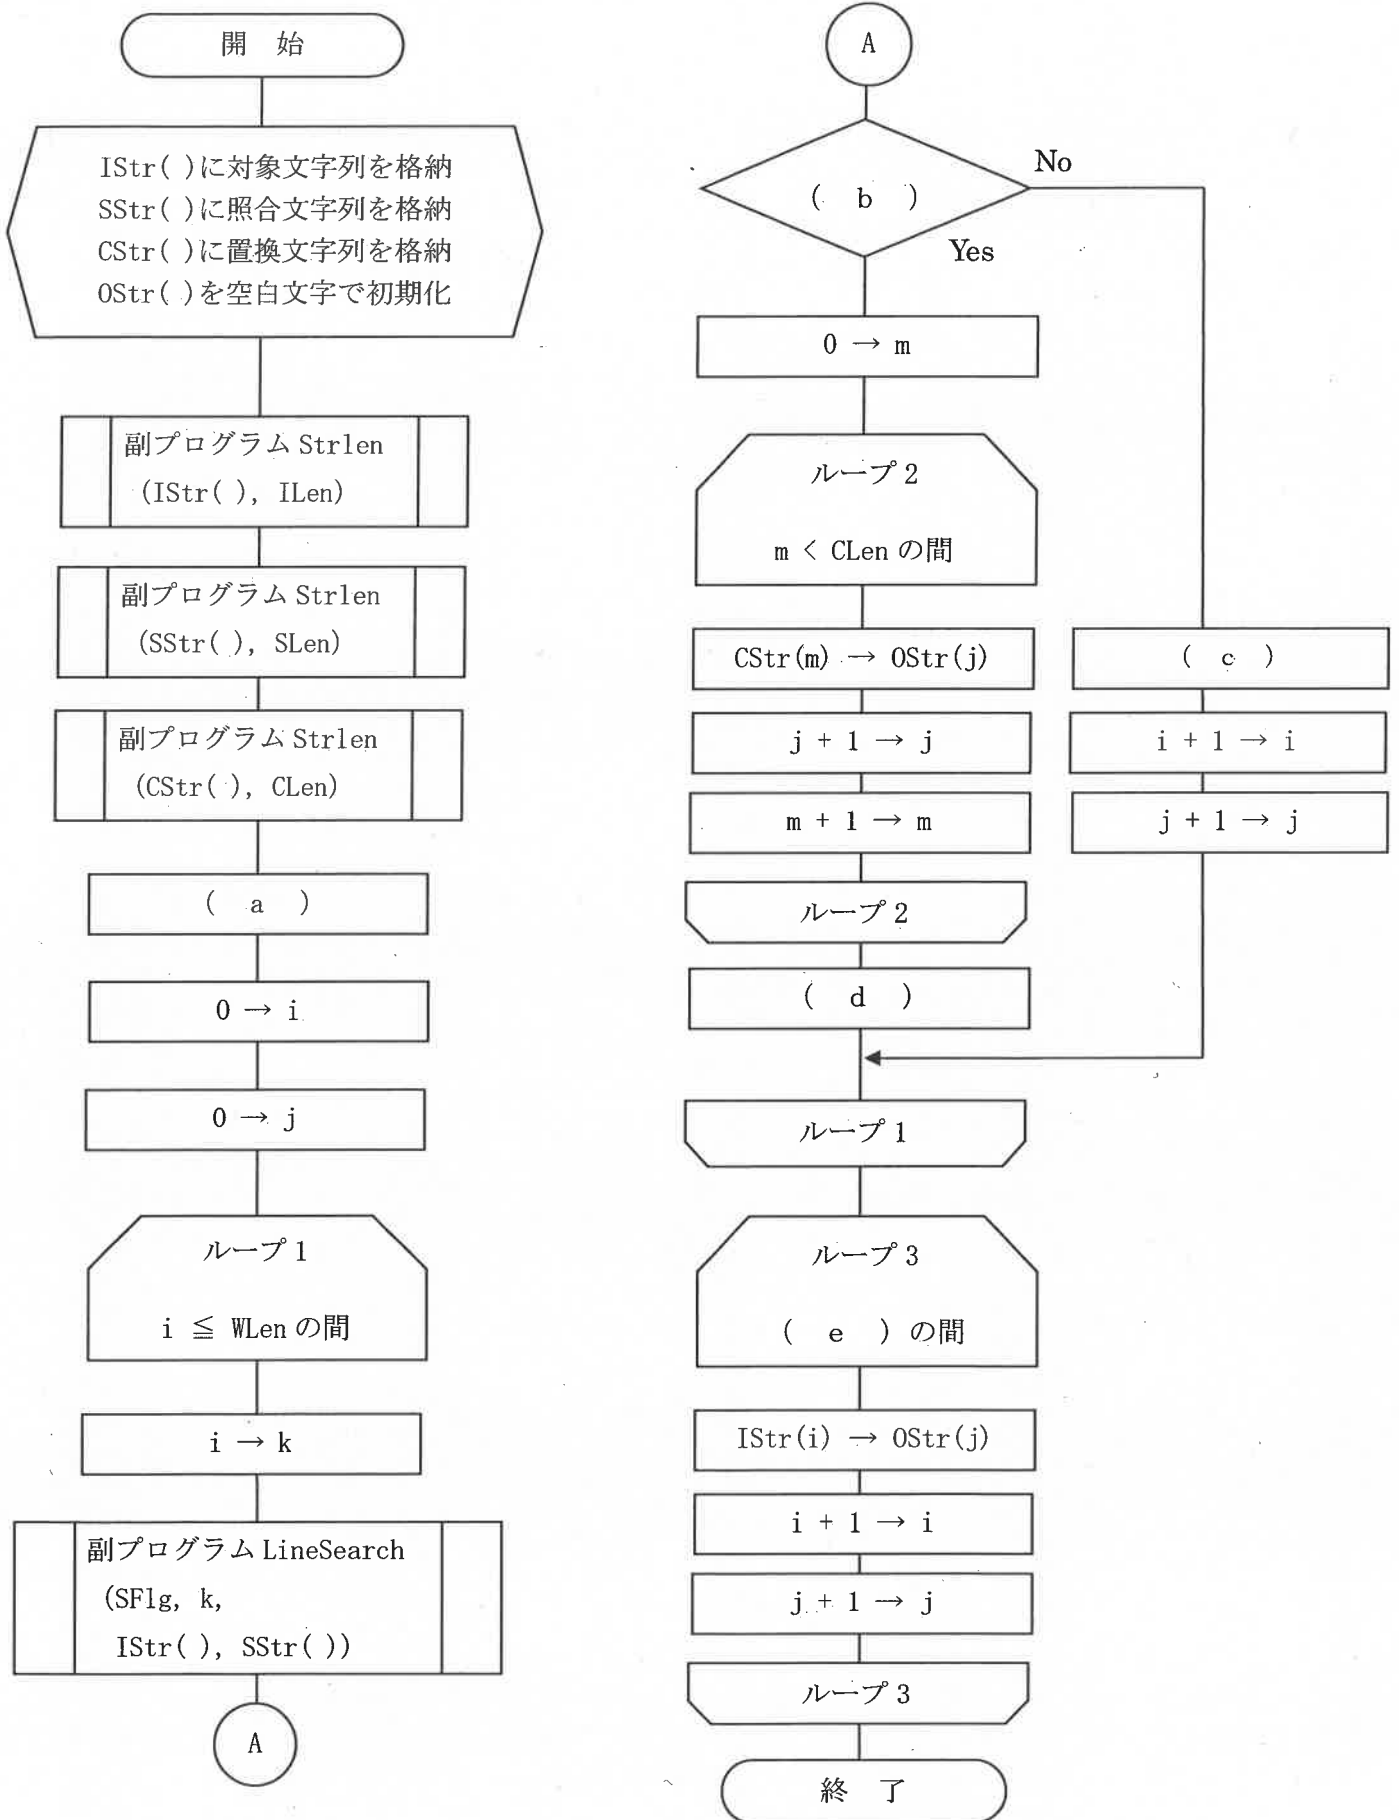 開 始
IStr( )に対象文字列を格納
SStr( )に照合文字列を格納
CStr( )に置換文字列を格納
OStr( )を空白文字で初期化
副プログラム Strlen
(IStr( ), ILen)
副プログラム Strlen
(SStr( ), SLen)
副プログラム Strlen
(CStr( ), CLen)
( a )
0 → i
0 → j
ループ1
i ≦ WLen の間
i → k
副プログラム LineSearch
(SFlg, k,
IStr( ), SStr( ))
A
A
( b )
No
Yes
0 → m
ループ2
m < CLen の間
CStr(m) → OStr(j)
j + 1 → j
m + 1 → m
ループ2
( d )
( c )
i + 1 → i
j + 1 → j
ループ1
ループ3
( e ) の間
IStr(i) → OStr(j)
i + 1 → i
j + 1 → j
ループ3
終 了